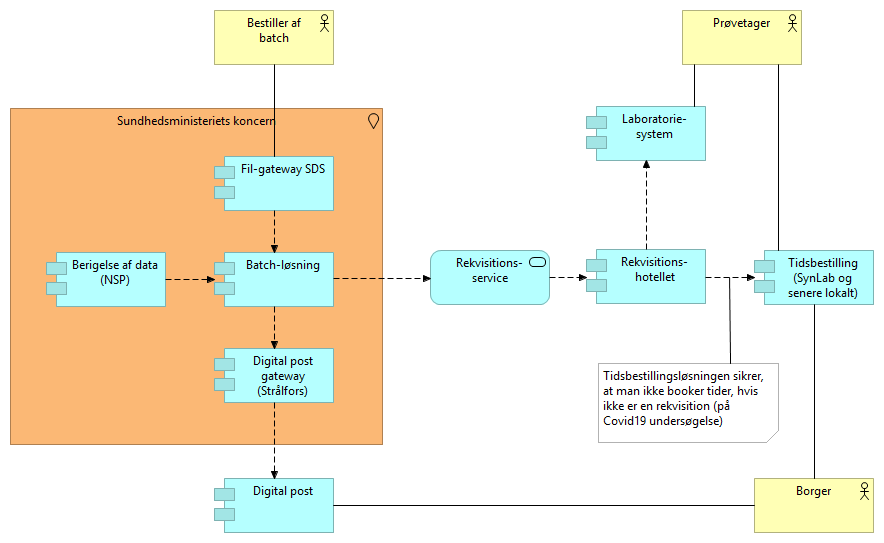 Bestiller af
batch
Prøvetager
Sundhedsministeriets koncern
Laboratorie-
system
Fil-gateway SDS
Berigelse af data
(NSP)
Batch-løsning
Rekvisitions-
service
Rekvisitions-
hotellet
Tidsbestilling
(SynLab og
senere lokalt)
Digital post
gateway
(Strålfors)
Tidsbestillingsløsningen sikrer,
at man ikke booker tider, hvis
ikke er en rekvisition (på
Covid19 undersøgelse)
Digital post
Borger